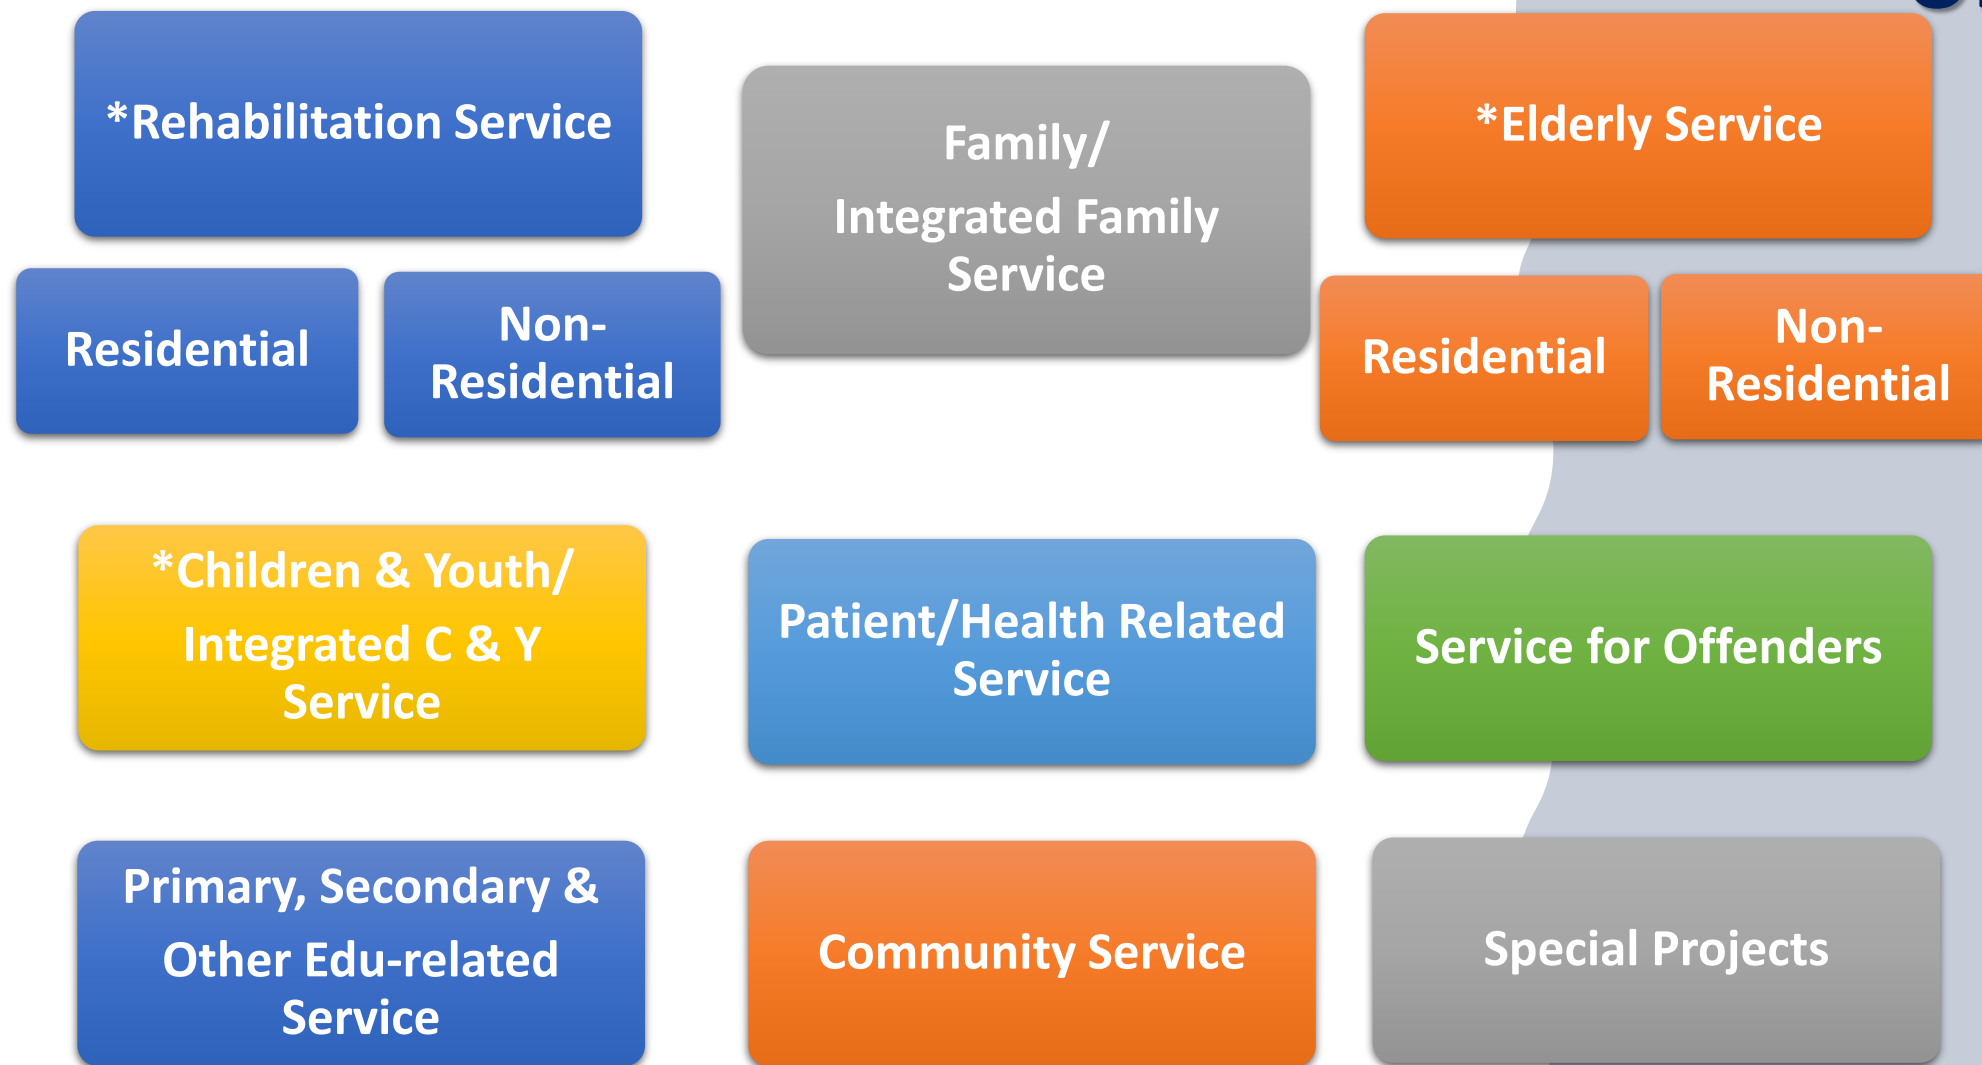 *Rehabilitation Service
Family/
Integrated Family
Service
*Elderly Service
Residential
Non-
Residential
Residential
Non-
Residential
*Children & Youth/
Integrated C & Y
Service
Patient/Health Related
Service
Service for Offenders
Primary, Secondary &
Other Edu-related
Service
Community Service
Special Projects